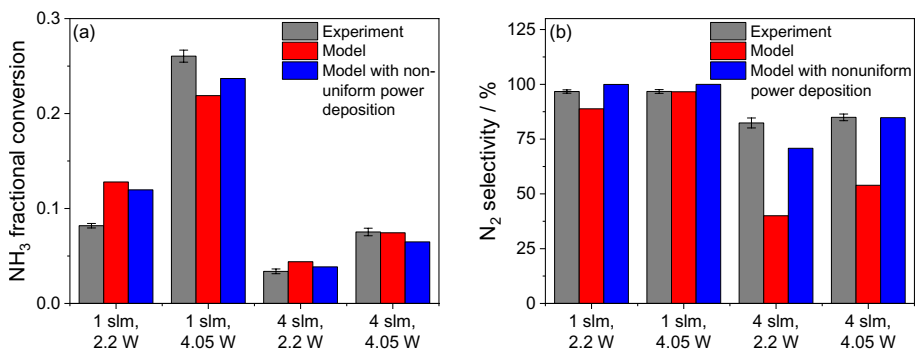 (a)
Experiment
Model
Model with non-
uniform power
deposition
NH3 fractional conversion
0.3
0.2
0.1
0.0
1 slm,
2.2 W
1 slm,
4.05 W
4 slm,
2.2 W
4 slm,
4.05 W
(b)
Experiment
Model
Model with nonuniform
power deposition
N2 selectivity / %
125
100
75
50
25
0
1 slm,
2.2 W
1 slm,
4.05 W
4 slm,
2.2 W
4 slm,
4.05 W